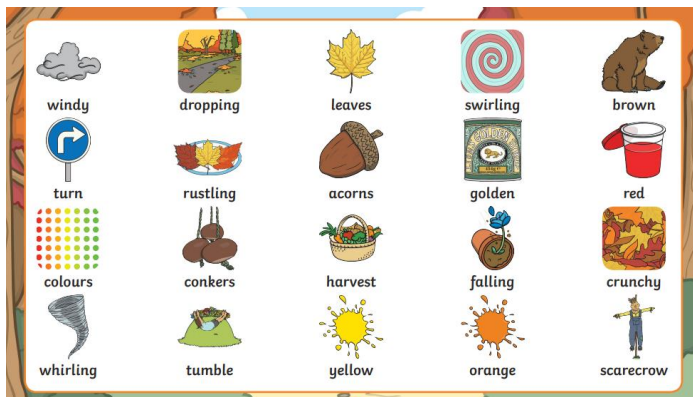 windy dropping leaves swirling brown
turn rustling acorns golden red
colours conkers harvest falling crunchy
whirling tumble yellow orange scarecrow